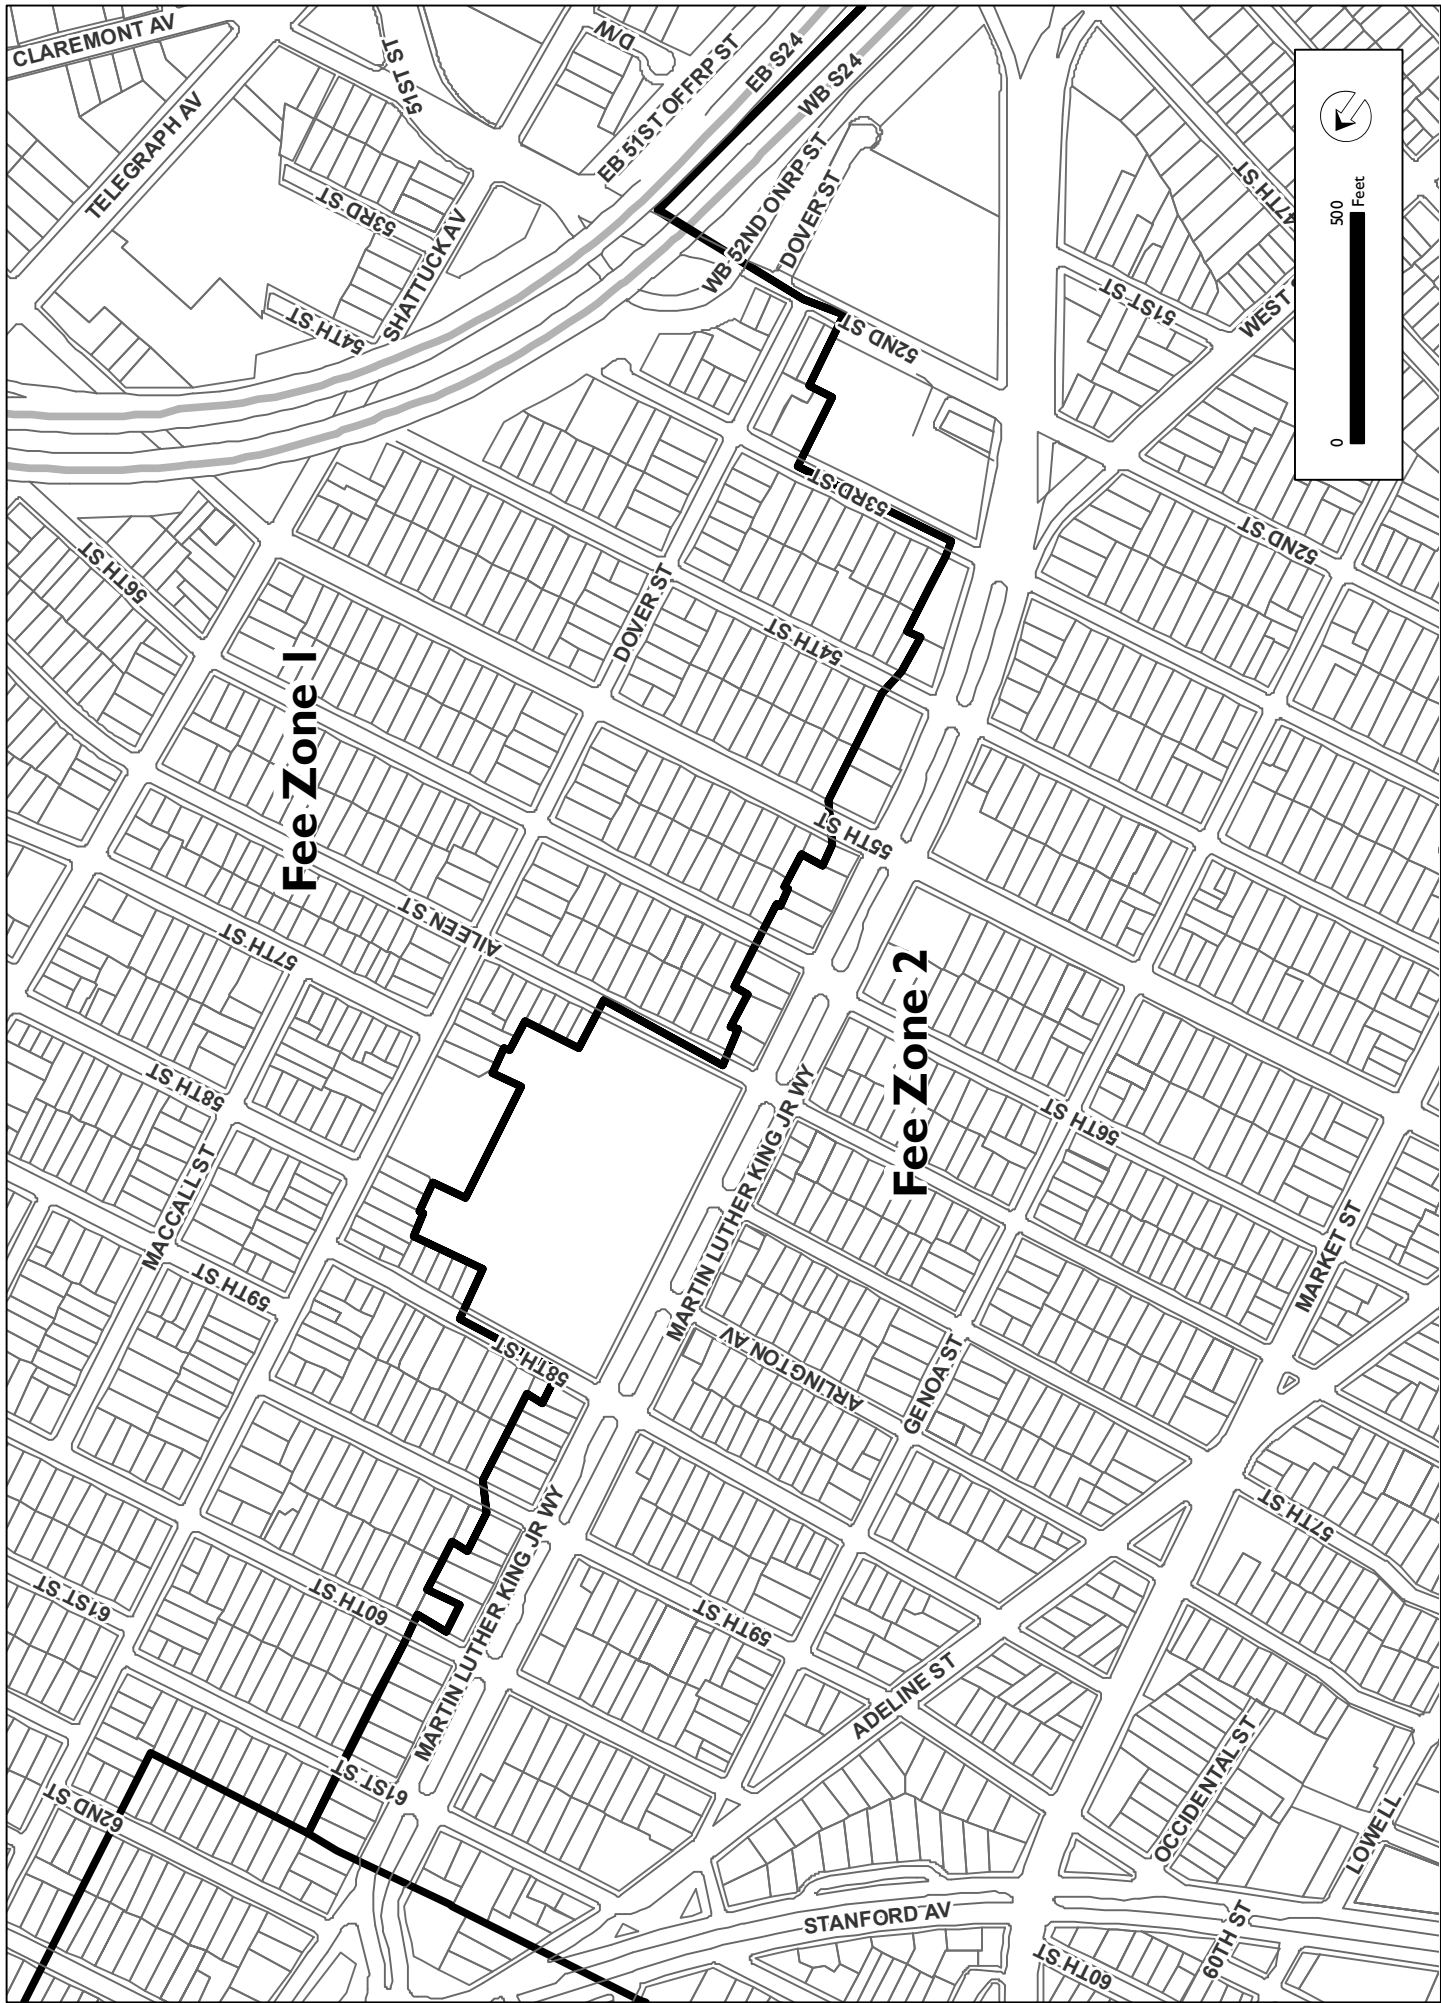 CLAREMONT AV
TELEGRAPH AV
51ST ST
D/W
EB 51ST OFFRP ST
EB S24
WB S24
53RD ST
SHATTUCK AV
54TH ST
WB 52ND ONRP ST
DOVER ST
52ND ST
51ST ST
47TH ST
WEST S
0
500
Feet
56TH ST
53RD ST
52ND ST
DOVER ST
54TH ST
Fee Zone 1
55TH ST
57TH ST
AILEEN ST
Fee Zone 2
58TH ST
MACCALL ST
59TH ST
MARTIN LUTHER KING JR WY
56TH ST
MARKET ST
58TH ST
ARLINGTON AV
GENOA ST
57TH ST
61ST ST
60TH ST
MARTIN LUTHER KING JR WY
59TH ST
ADELINE ST
62ND ST
61ST ST
OCCIDENTAL ST
LOWELL
STANFORD AV
60TH ST
60TH ST